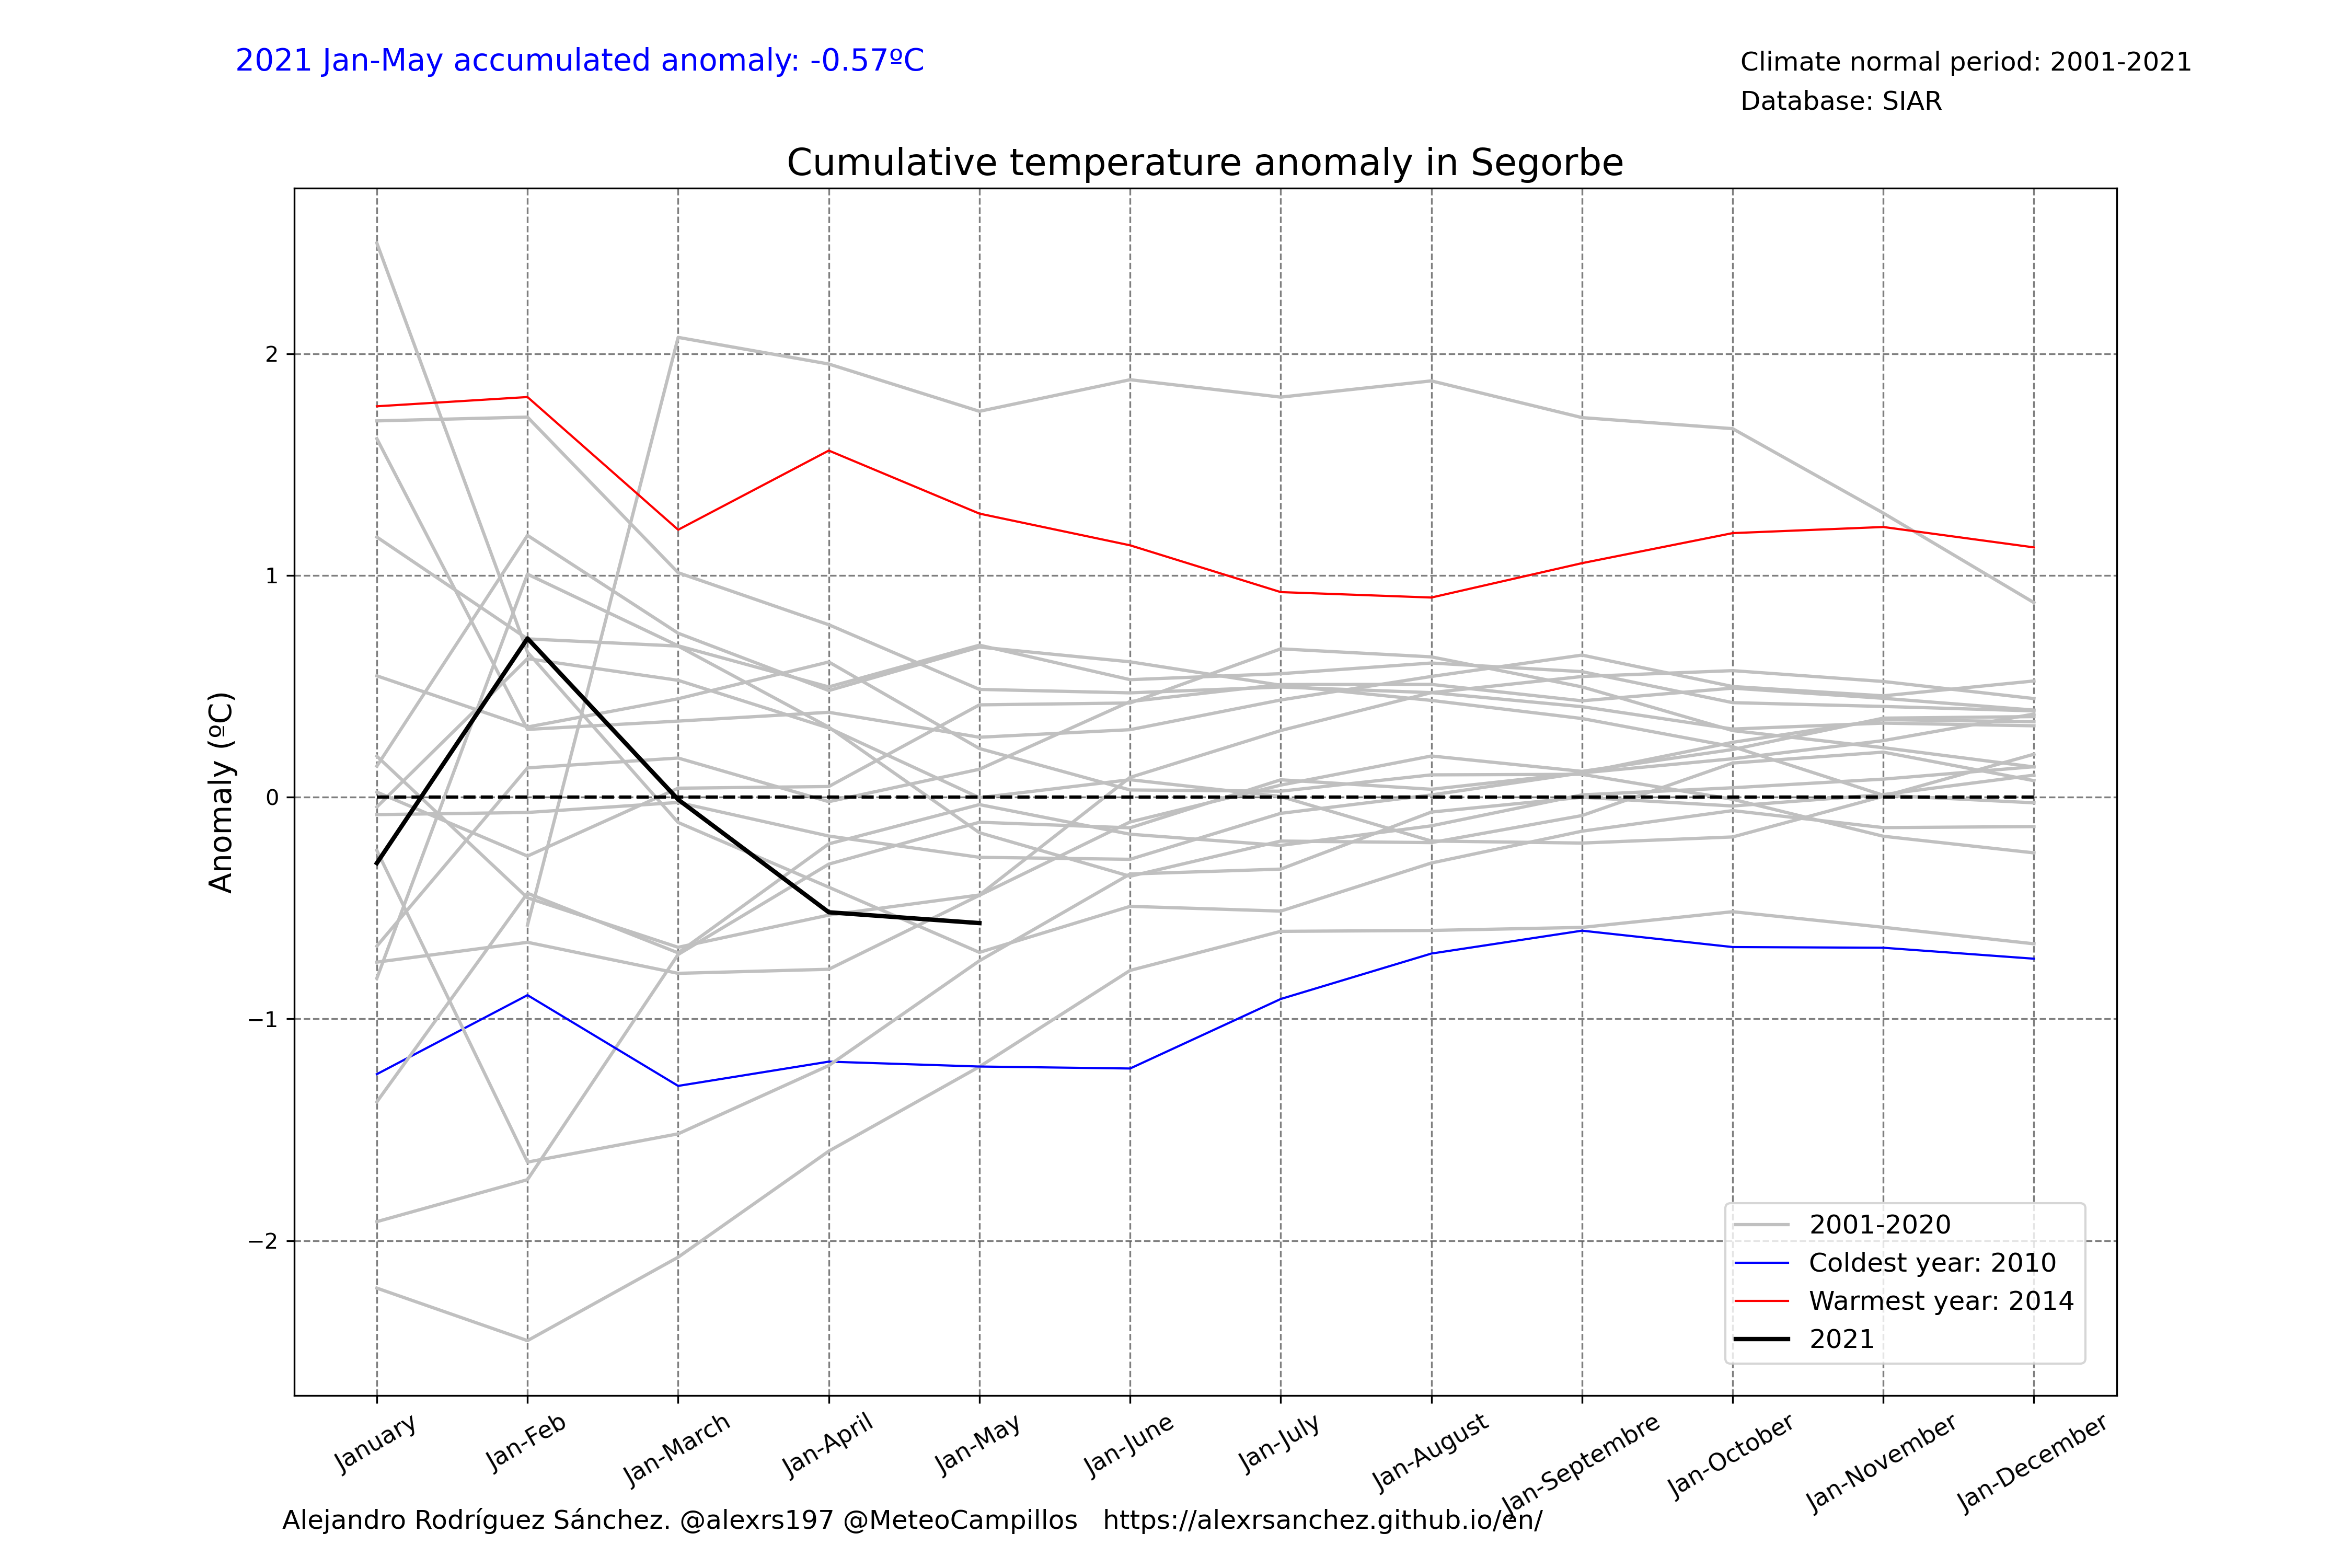 2021 Jan-May accumulated anomaly: -0.57ºC
Climate normal period: 2001-2021
Database: SIAR
Cumulative temperature anomaly in Segorbe
Anomaly (ºC)
2
1
0
−1
−2
2001-2020
Coldest year: 2010
Warmest year: 2014
2021
January
Jan-Feb
Jan-March
Jan-April
Jan-May
Jan-June
Jan-July
Jan-August
Jan-Septembre
Jan-October
Jan-November
Jan-December
Alejandro Rodríguez Sánchez. @alexrs197 @MeteoCampillos   https://alexrsanchez.github.io/en/